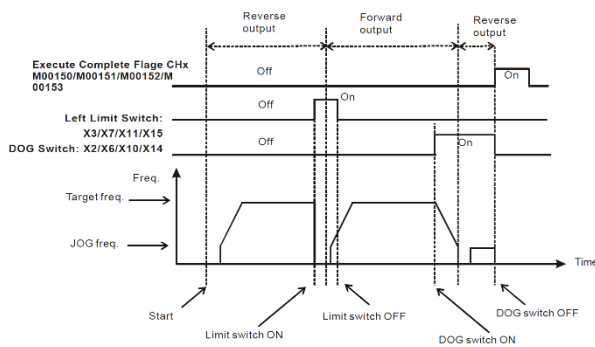 Reverse
output
Forward
output
Reverse
output
Execute Complete Flage CHx
M00150/M00151/M00152/M
00153
Off
On
Off
On
Left Limit Switch:
X3/X7/X11/X15
DOG Switch: X2/X6/X10/X14
Off
On
Freq.
Target freq.
JOG freq.
Time
Start
Limit switch ON
Limit switch OFF
DOG switch ON
DOG switch OFF